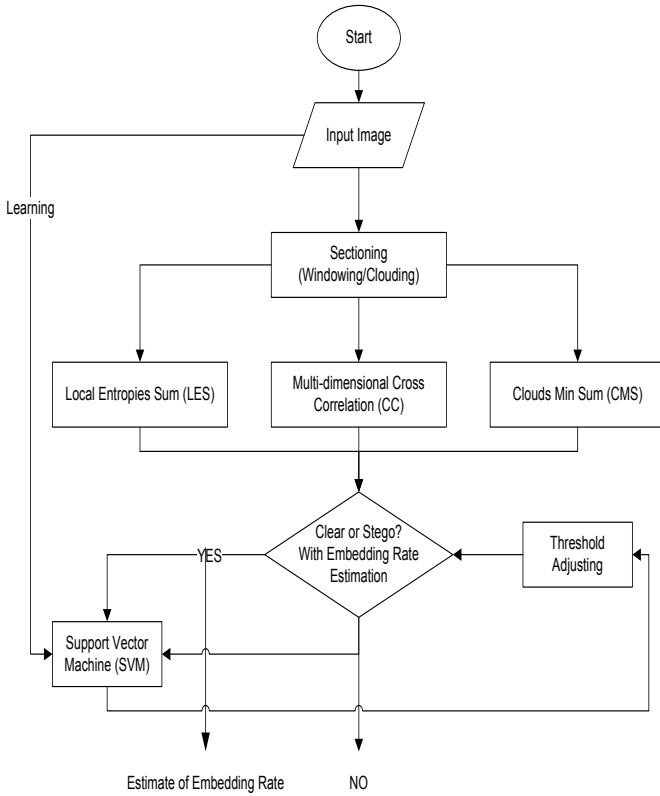 Start
Input Image
Learning
Sectioning
(Windowing/Clouding)
Local Entropies Sum (LES)
Multi-dimensional Cross
Correlation (CC)
Clouds Min Sum (CMS)
Clear or Stego?
With Embedding Rate
Estimation
YES
Threshold
Adjusting
Support Vector
Machine (SVM)
Estimate of Embedding Rate
NO